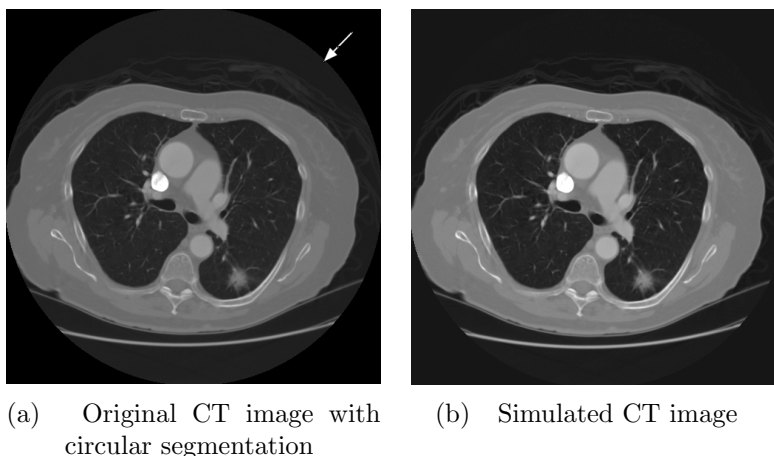 (a) Original CT image with
circular segmentation
(b) Simulated CT image